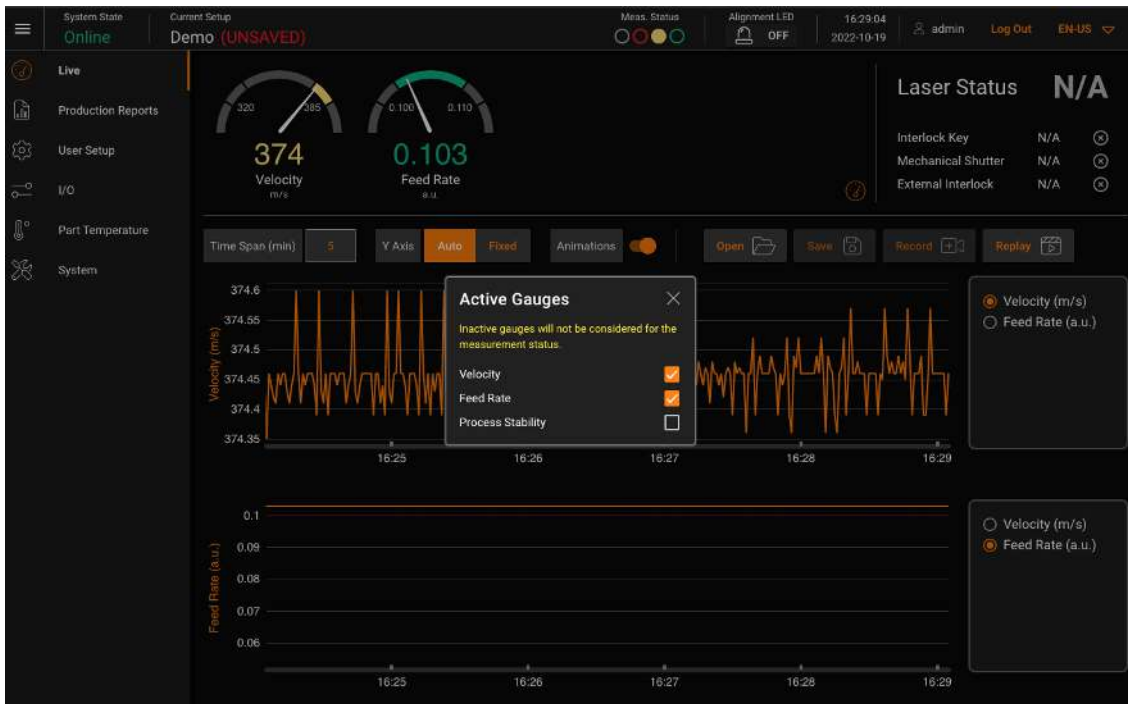 System State
Online
Current Setup
Demo (UNSAVED)
Meas. Status
Alignment LED
OFF
16:29:04
2022-10-19
admin
Log Out
EN-US
Live
Production Reports
User Setup
I/O
Part Temperature
System
320
385
374
Velocity
m/s
0.100
0.110
0.103
Feed Rate
a.u.
Laser Status N/A
Interlock Key N/A
Mechanical Shutter N/A
External Interlock N/A
Time Span (min) 5
Y Axis Auto Fixed
Animations
Open
Save
Record
Replay
Velocity (m/s)
374.6
374.55
374.5
374.45
374.4
374.35
16:25 16:26 16:27 16:28 16:29
Active Gauges
Inactive gauges will not be considered for the
measurement status.
Velocity
Feed Rate
Process Stability
Velocity (m/s)
Feed Rate (a.u.)
Feed Rate (a.u.)
0.1
0.09
0.08
0.07
0.06
16:25 16:26 16:27 16:28 16:29
Velocity (m/s)
Feed Rate (a.u.)